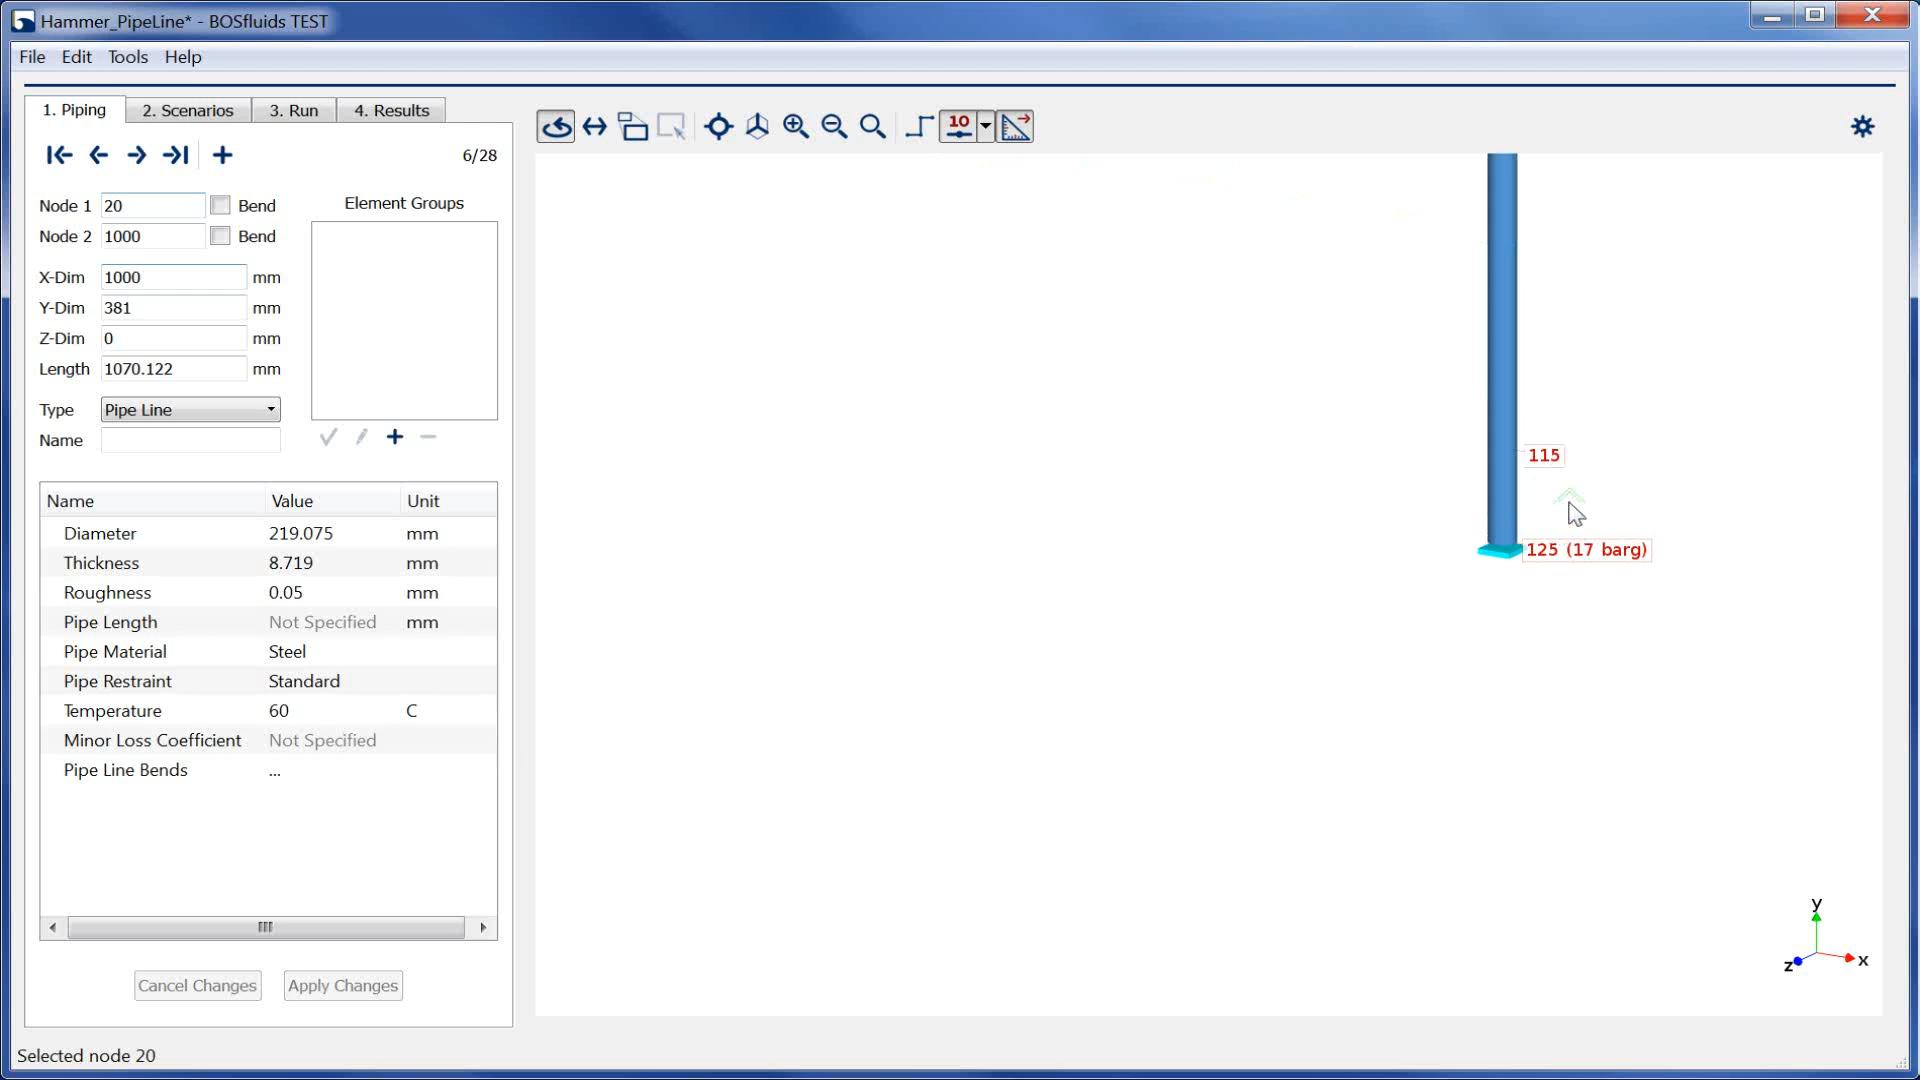 Hammer_PipeLine* - BOSfluids TEST
File Edit Tools Help
1. Piping 2. Scenarios 3. Run 4. Results
6/28
10
Node 1 20 Bend
Node 2 1000 Bend
Element Groups
X-Dim 1000 mm
Y-Dim 381 mm
Z-Dim 0 mm
Length 1070.122 mm
Type Pipe Line
Name
Name Value Unit
Diameter 219.075 mm
Thickness 8.719 mm
Roughness 0.05 mm
Pipe Length Not Specified mm
Pipe Material Steel
Pipe Restraint Standard
Temperature 60 C
Minor Loss Coefficient Not Specified
Pipe Line Bends ...
Cancel Changes Apply Changes
115
125 (17 barg)
y
z x
Selected node 20